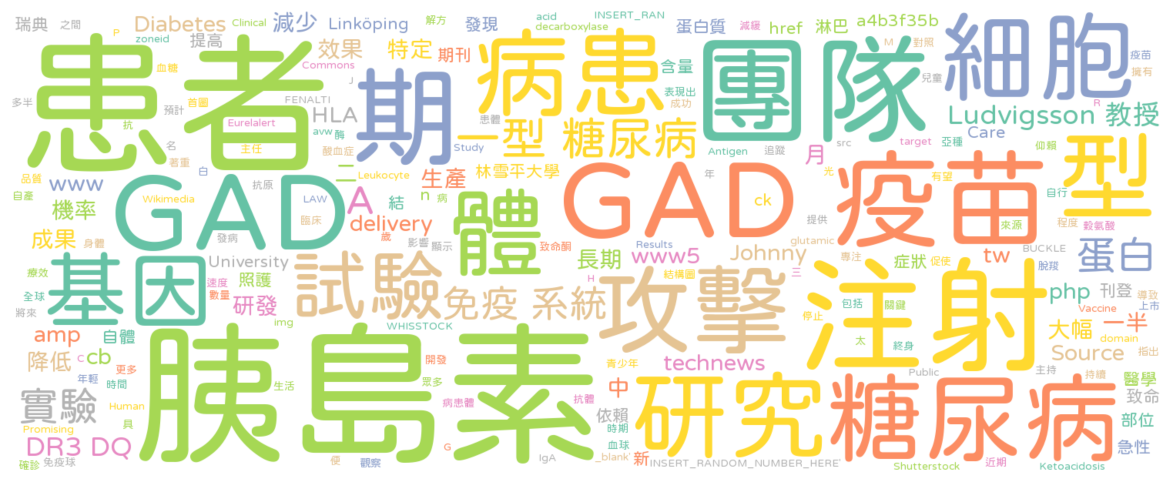 瑞典 之間 Diabetes 減少 Linköping 發現 acid INSERT_RAN 蛋白質 減緩 href 淋巴 a4b3f35b
P Clinical 解方 decarboxylase
zoneid 提高 效果 特定 期刊 M 對照 疫苗
患者 期 病患 團隊 細胞
血糖 Commons 含量 兒童 擁有
多半 預計 首圖 FENALTI J 表現出 成功 R
HLA Ludvigsson 教授
抗 Eurelalert avw 酶 患體
名 著重 主任 酸血症 Study 一型 糖尿病 Antigen 追蹤 月 src target 亞種 Care 仰賴 型
品質 抗原 白 Leukocyte 二 林雪平大學 年 光 有望 自行
www 生產 GAD 疫苗
自產 Wikimedia GAD LAW A 結 n 病 體 ck 提供 來源 程度 穀氨酸
機率 臨床 delivery
成果 身體 發病 影響 顯示 致命酮 Results Johnny glutamic BUCKLE 蛋白
療效 基因 University 試驗 長期 www5 專注 促使 症狀 tw 脫羧
全球 速度 照護 H 結構圖 三 導致
將來 數量 研發 免疫 系統 攻擊 注射 包括 關鍵 php 刊登 上市
img WHISSTOCK 停止 Vaccine
amp 自體 胰島素 開發 青少年 太 終身 大幅 一半 domain
降低 C cb 更多 technews Source 指出
年輕 時間 生活 眾多 中 Public 主持 持續 醫學
實驗 Human 病患體 抗體 依賴 研究 糖尿病 致命
Promising 具 時期 部位
DR3 DQ G 血球 急性
確診 免疫球 便 觀察 IgA _blank 新 INSERT_RANDOM_NUMBER_HERE Shutterstock 近期 Ketoacidosis